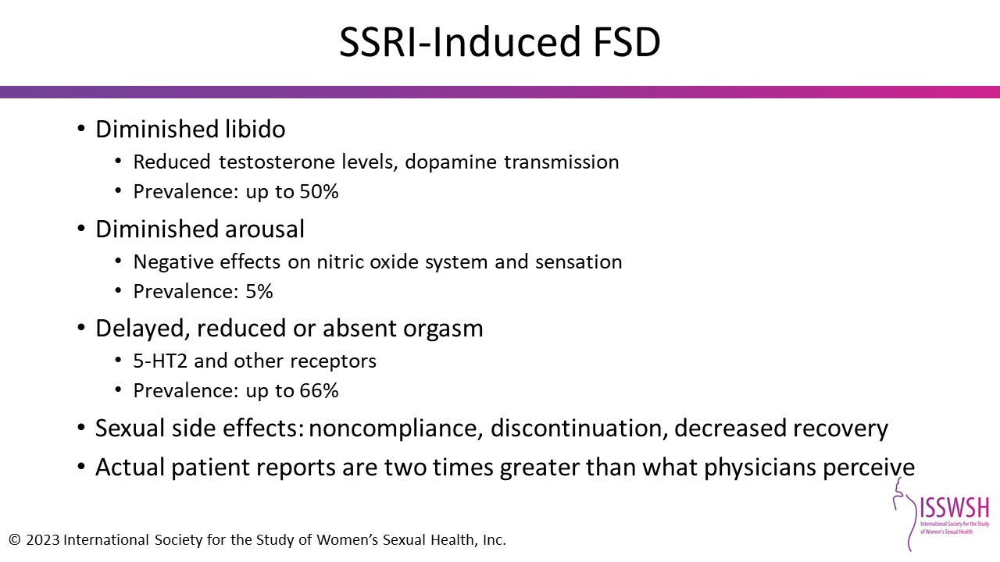 SSRI-Induced FSD
• Diminished libido
• Reduced testosterone levels, dopamine transmission
• Prevalence: up to 50%
• Diminished arousal
• Negative effects on nitric oxide system and sensation
• Prevalence: 5%
• Delayed, reduced or absent orgasm
• 5-HT2 and other receptors
• Prevalence: up to 66%
• Sexual side effects: noncompliance, discontinuation, decreased recovery
• Actual patient reports are two times greater than what physicians perceive
ISSWSH
International Society for the Study
of Women's Sexual Health
© 2023 International Society for the Study of Women’s Sexual Health, Inc.